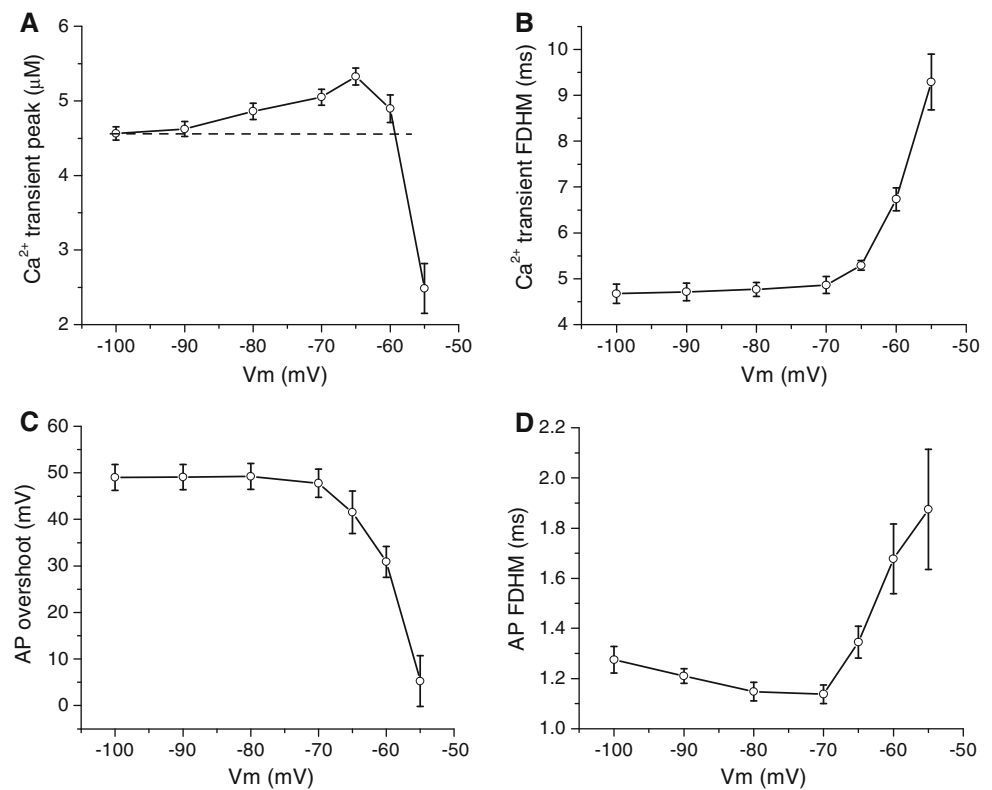 A
Ca2+ transient peak (μM)
6
5
4
3
2
-100 -90 -80 -70 -60 -50
Vm (mV)
B
Ca2+ transient FDHM (ms)
10
9
8
7
6
5
4
-100 -90 -80 -70 -60 -50
Vm (mV)
C
AP overshoot (mV)
60
50
40
30
20
10
0
-100 -90 -80 -70 -60 -50
Vm (mV)
D
AP FDHM (ms)
2.2
2.0
1.8
1.6
1.4
1.2
1.0
-100 -90 -80 -70 -60 -50
Vm (mV)